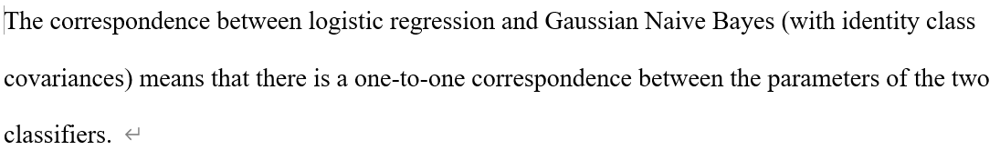 The correspondence between logistic regression and Gaussian Naive Bayes (with identity class
covariances) means that there is a one-to-one correspondence between the parameters of the two
classifiers. ↵